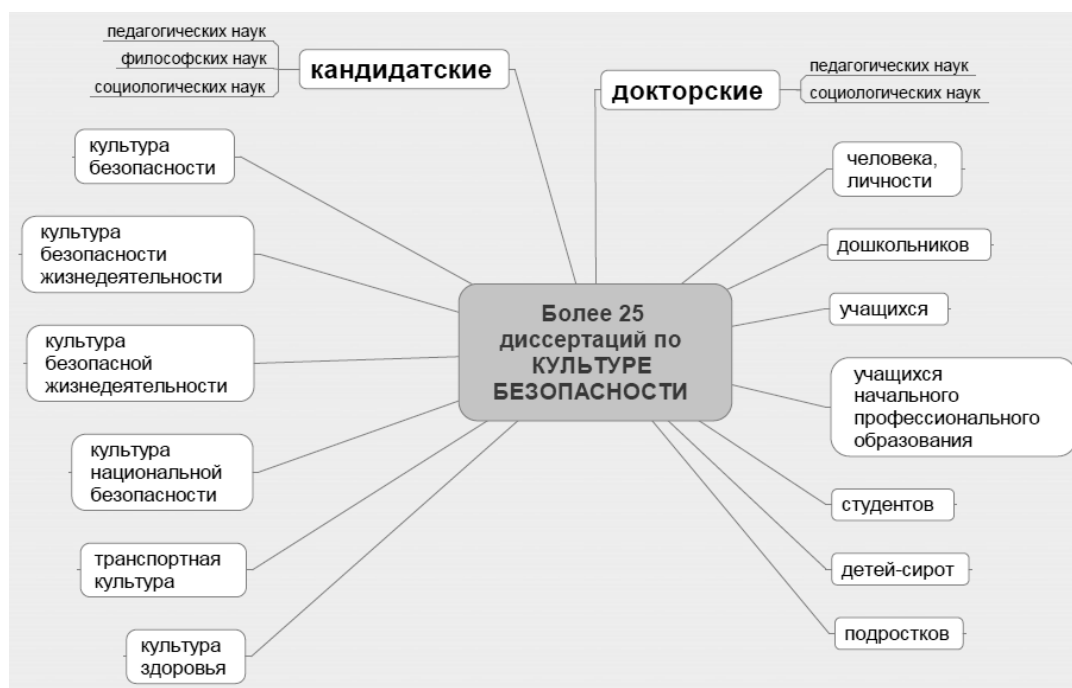 педагогических наук
философских наук
социологических наук
кандидатские
докторские
педагогических наук
социологических наук
культура
безопасности
культура
безопасности
жизнедеятельности
культура
безопасной
жизнедеятельности
культура
национальной
безопасности
транспортная
культура
культура
здоровья
Более 25
диссертаций по
КУЛЬТУРЕ
БЕЗОПАСНОСТИ
человека,
личности
дошкольников
учащихся
учащихся
начального
профессионального
образования
студентов
детей-сирот
подростков